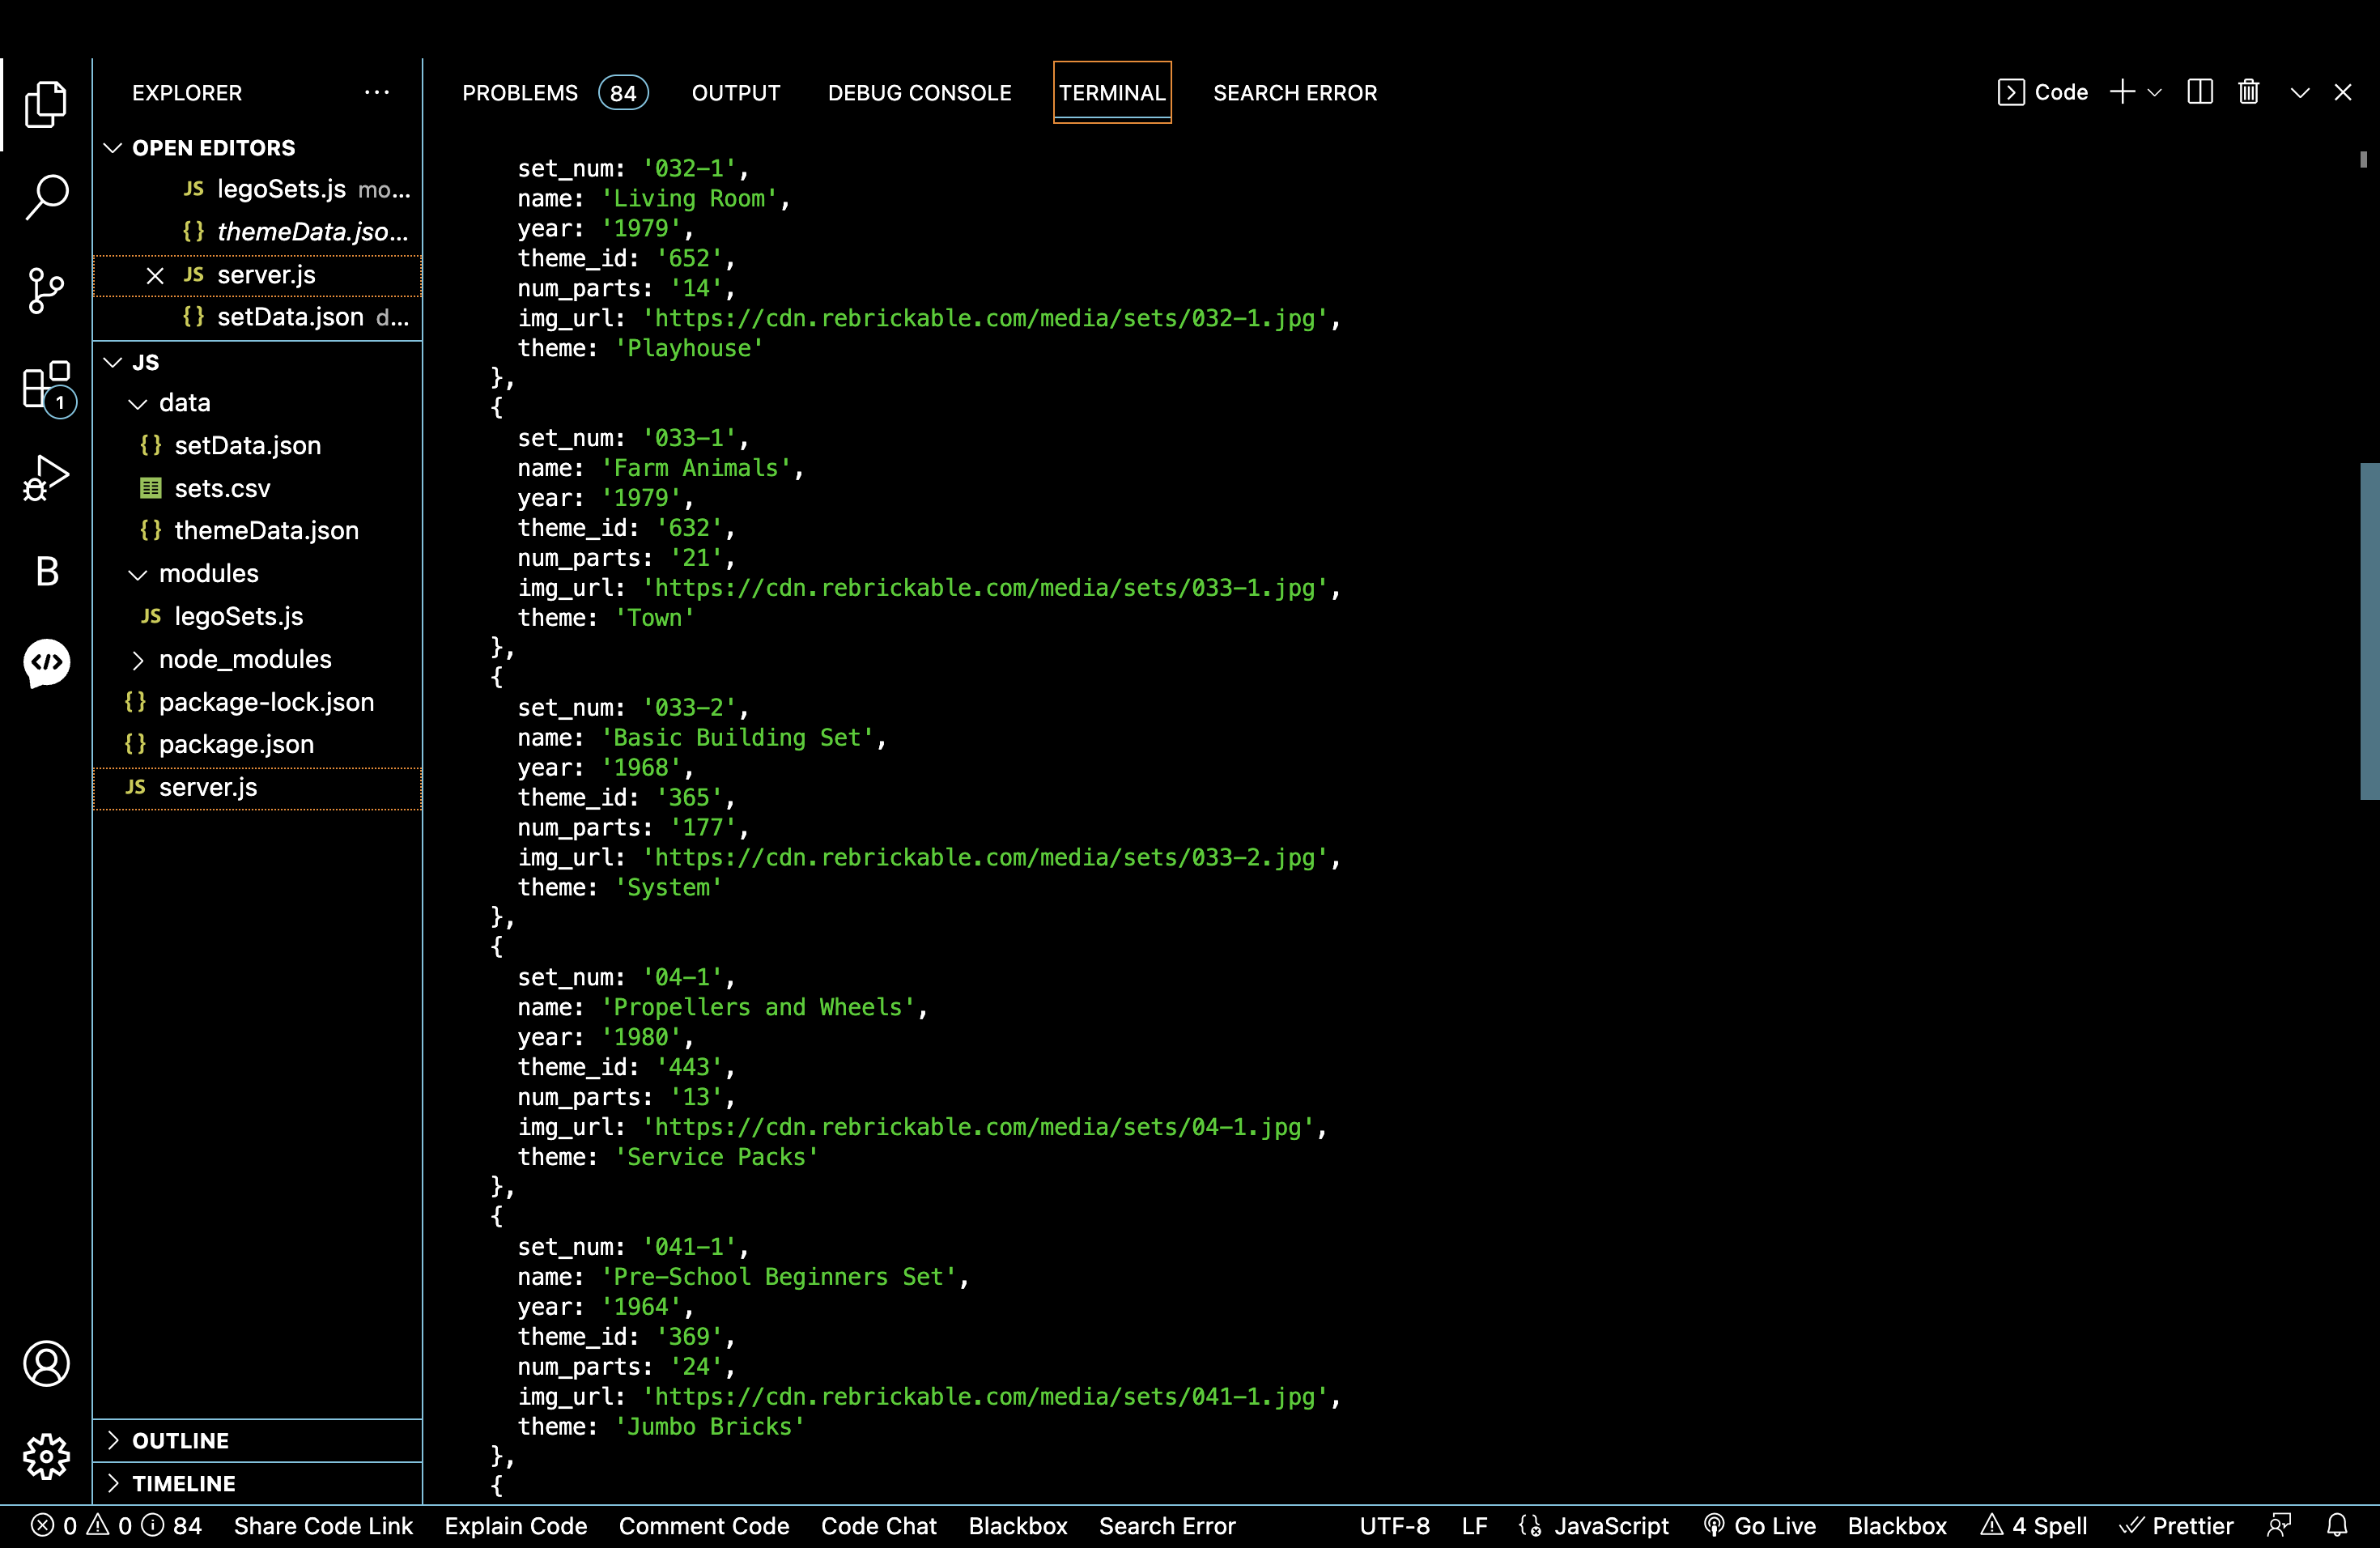 EXPLORER ···
OPEN EDITORS
JS legoSets.js mo...
{} themeData.jso...
JS server.js
{} setData.json d...
JS
data
{} setData.json
sets.csv
{} themeData.json
modules
JS legoSets.js
node_modules
{} package-lock.json
{} package.json
JS server.js
OUTLINE
TIMELINE
1
B
PROBLEMS 84 OUTPUT DEBUG CONSOLE TERMINAL SEARCH ERROR
Code
set_num: '032-1',
name: 'Living Room',
year: '1979',
theme_id: '652',
num_parts: '14',
img_url: 'https://cdn.rebrickable.com/media/sets/032-1.jpg',
theme: 'Playhouse'
},
{
set_num: '033-1',
name: 'Farm Animals',
year: '1979',
theme_id: '632',
num_parts: '21',
img_url: 'https://cdn.rebrickable.com/media/sets/033-1.jpg',
theme: 'Town'
},
{
set_num: '033-2',
name: 'Basic Building Set',
year: '1968',
theme_id: '365',
num_parts: '177',
img_url: 'https://cdn.rebrickable.com/media/sets/033-2.jpg',
theme: 'System'
},
{
set_num: '04-1',
name: 'Propellers and Wheels',
year: '1980',
theme_id: '443',
num_parts: '13',
img_url: 'https://cdn.rebrickable.com/media/sets/04-1.jpg',
theme: 'Service Packs'
},
{
set_num: '041-1',
name: 'Pre-School Beginners Set',
year: '1964',
theme_id: '369',
num_parts: '24',
img_url: 'https://cdn.rebrickable.com/media/sets/041-1.jpg',
theme: 'Jumbo Bricks'
},
{
0 0 84 Share Code Link Explain Code Comment Code Code Chat Blackbox Search Error UTF-8 LF JavaScript Go Live Blackbox 4 Spell Prettier